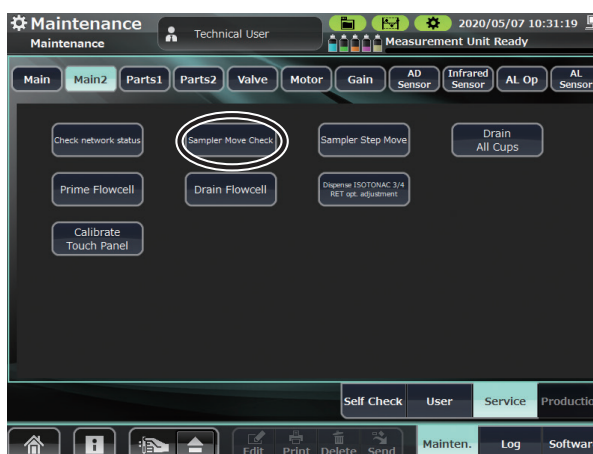 Maintenance
Maintenance
Technical User
2020/05/07 10:31:19
Measurement Unit Ready
Main Main2 Parts1 Parts2 Valve Motor Gain AD Sensor Infrared Sensor AL Op AL Sensor
Check network status
Sampler Move Check
Sampler Step Move
Drain
All Cups
Prime Flowcell
Drain Flowcell
Dispense ISOTONAC 3/4
RET opt. adjustment
Calibrate
Touch Panel
Self Check User Service Productio
Edit Print Delete Send
Mainten. Log Softwar